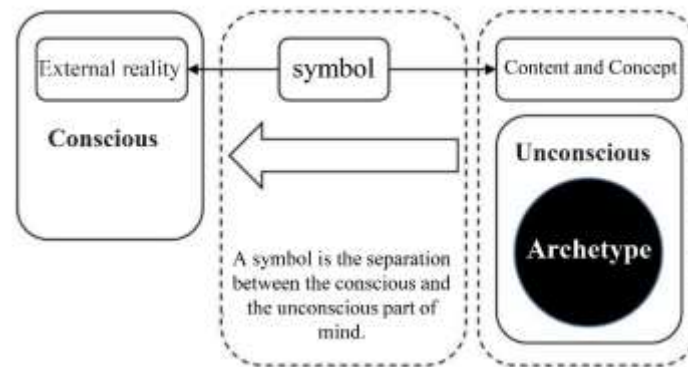 External reality
symbol
Content and Concept
Conscious
Unconscious
Archetype
A symbol is the separation
between the conscious and
the unconscious part of
mind.